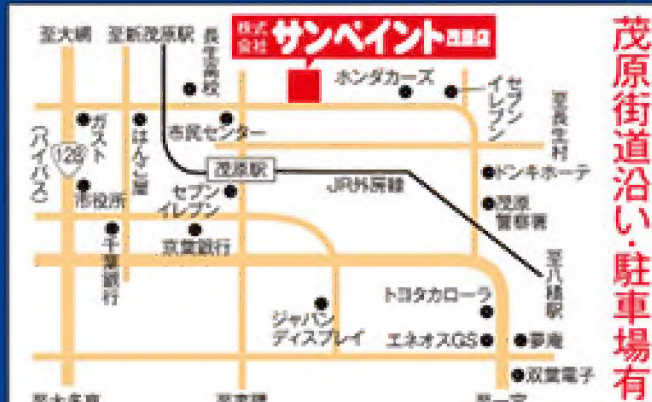 株式会社 サンペイント 茂原店
茂原街道沿い・駐車場有
至大網
至新茂原駅
長生高校
ホンダカーズ
セブン
イレブン
至長生村
ガスト
はんこ屋
市民センター
128
(バイパス)
茂原駅
JR外房線
ドンキホーテ
市役所
セブン
イレブン
茂原
警察署
千葉銀行
京葉銀行
至八積駅
ジャパン
ディスプレイ
トヨタカローラ
エネオスGS
夢庵
双葉電子